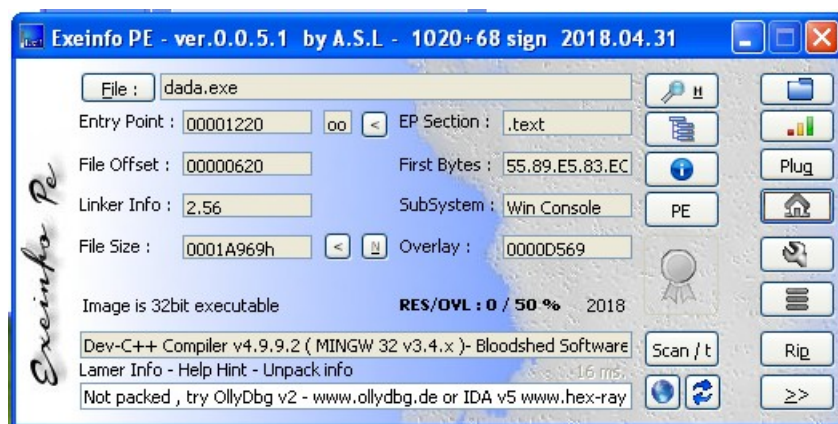 Exeinfo PE - ver.0.0.5.1 by A.S.L - 1020+68 sign 2018.04.31
File : dada.exe H
Entry Point : 00001220 oo < EP Section : .text
File Offset : 00000620 First Bytes : 55.89.E5.83.EC Plug
Linker Info : 2.56 SubSystem : Win Console PE
File Size : 0001A969h < N Overlay : 0000D569
Image is 32bit executable RES/OVL : 0 / 50 % 2018
Dev-C++ Compiler v4.9.9.2 ( MINGW 32 v3.4.x )- Bloodshed Software Scan / t Rip
Lamer Info - Help Hint - Unpack info 16 ms.
Not packed , try OllyDbg v2 - www.ollydbg.de or IDA v5 www.hex-ray >>
Exeinfo Pe